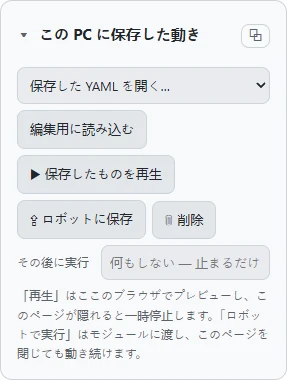 ▼ この PC に保存した動き
保存した YAML を開く...
編集用に読み込む
▶ 保存したものを再生
⇪ ロボットに保存 🗑 削除
その後に実行 何もしない — 止まるだけ
「再生」はここのブラウザでプレビューし、こ
のページが隠れると一時停止します。「ロボッ
トで実行」はモジュールに渡し、このページを
閉じても動き続けます。